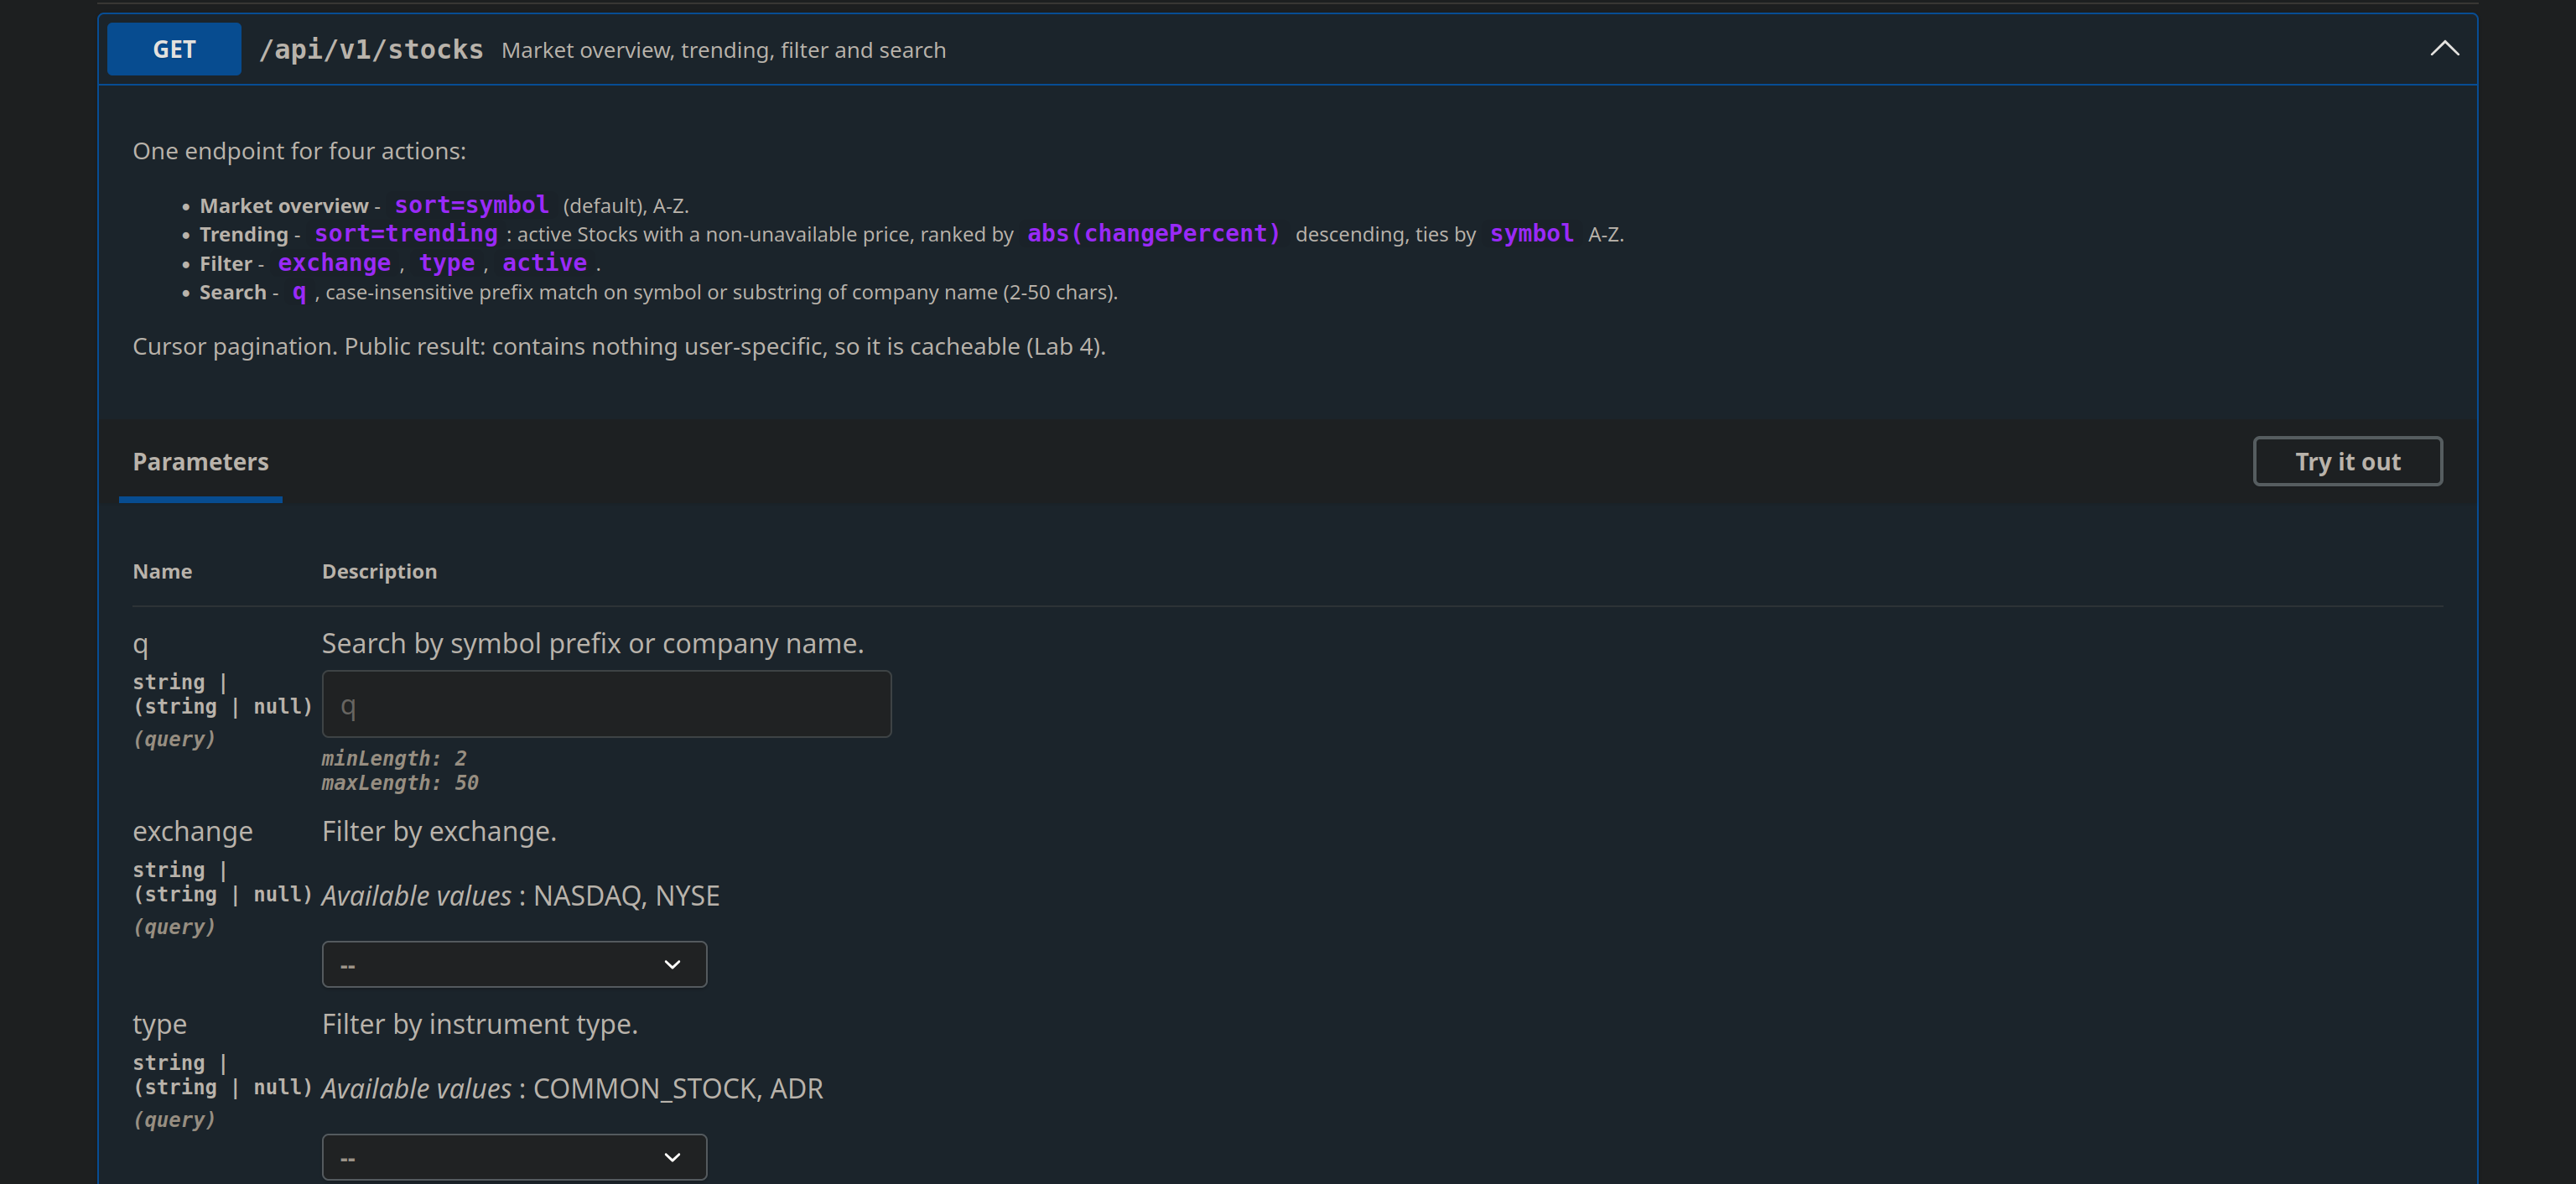 GET /api/v1/stocks Market overview, trending, filter and search
One endpoint for four actions:
• Market overview - sort=symbol (default), A-Z.
• Trending - sort=trending : active Stocks with a non-unavailable price, ranked by abs(changePercent) descending, ties by symbol A-Z.
• Filter - exchange , type , active .
• Search - q , case-insensitive prefix match on symbol or substring of company name (2-50 chars).
Cursor pagination. Public result: contains nothing user-specific, so it is cacheable (Lab 4).
Parameters
Try it out
Name Description
q
string |
(string | null)
(query)
Search by symbol prefix or company name.
q
minLength: 2
maxLength: 50
exchange
string |
(string | null)
(query)
Filter by exchange.
Available values : NASDAQ, NYSE
--
type
string |
(string | null)
(query)
Filter by instrument type.
Available values : COMMON_STOCK, ADR
--